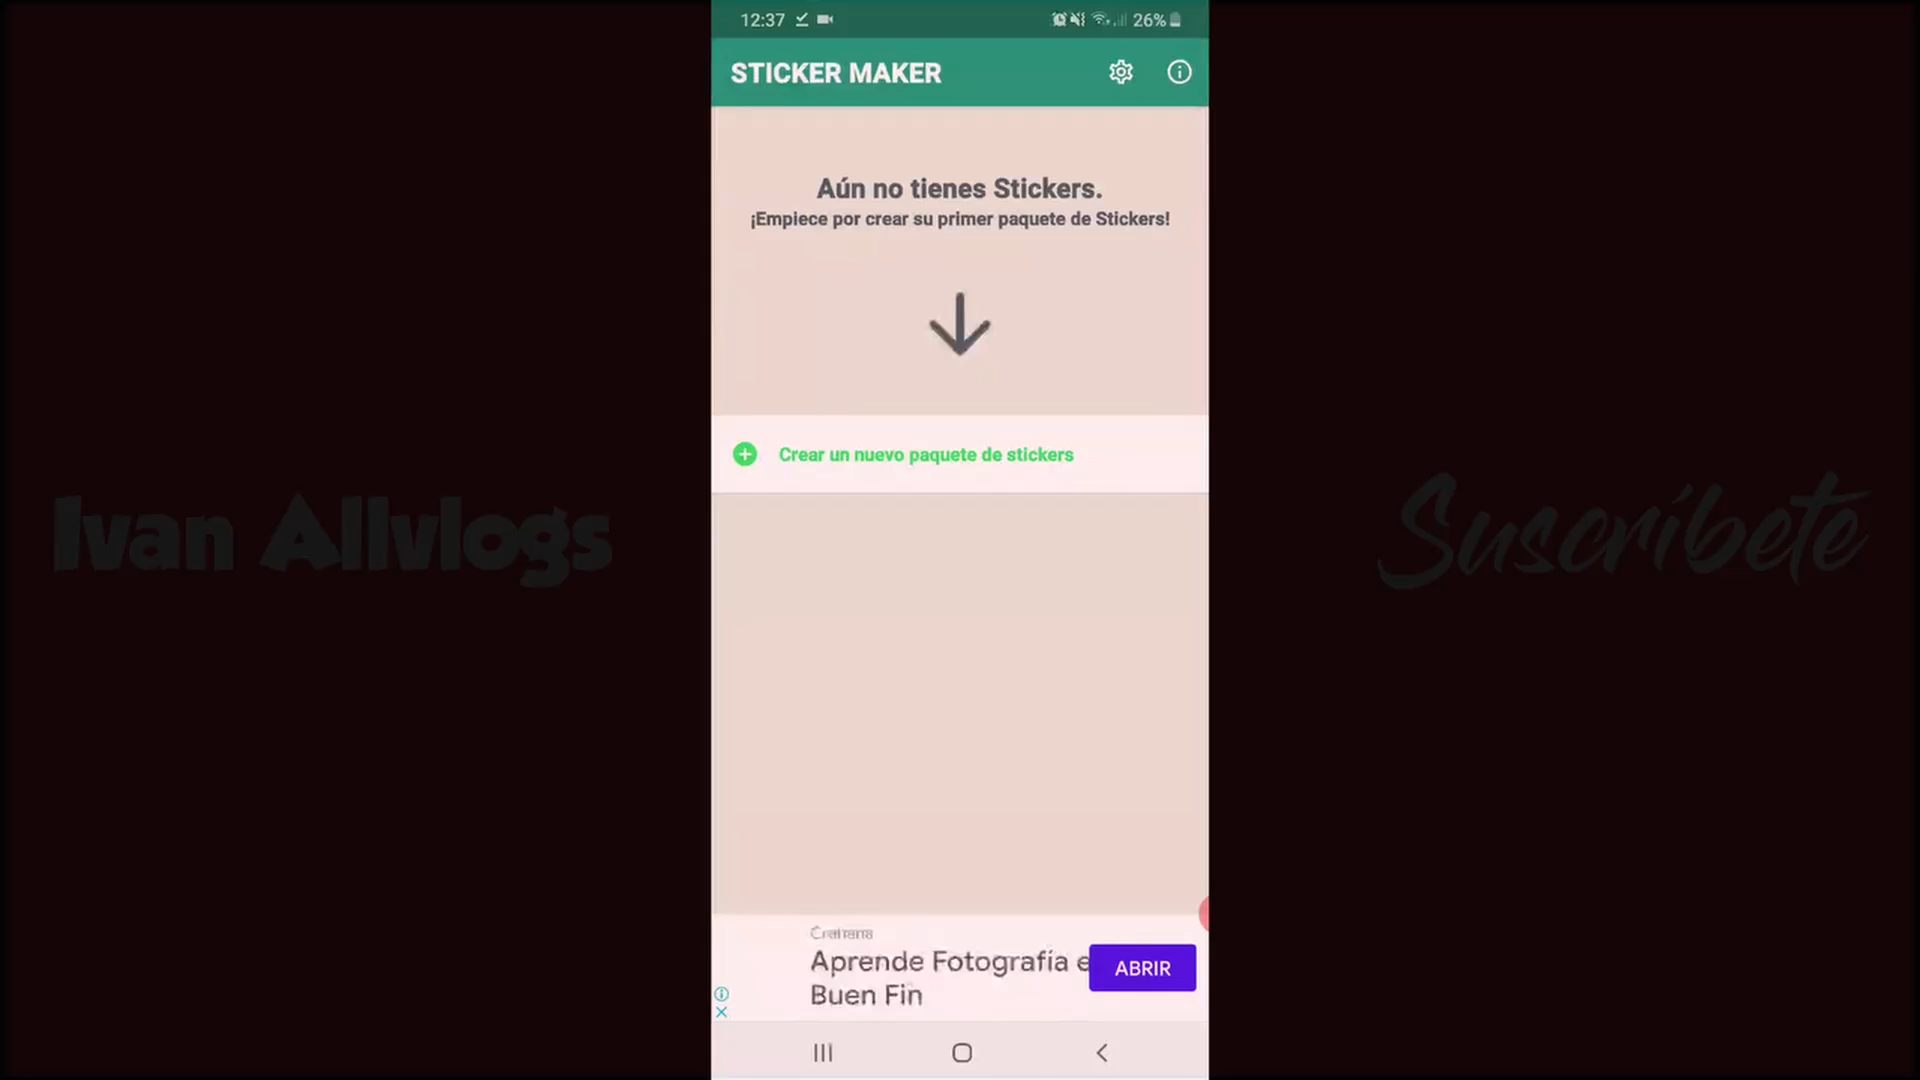 12:37
26%
STICKER MAKER
Aún no tienes Stickers.
¡Empiece por crear su primer paquete de Stickers!
Crear un nuevo paquete de stickers
Ivan Allvlogs
Suscríbete
Aprende Fotografía e
Buen Fin
ABRIR